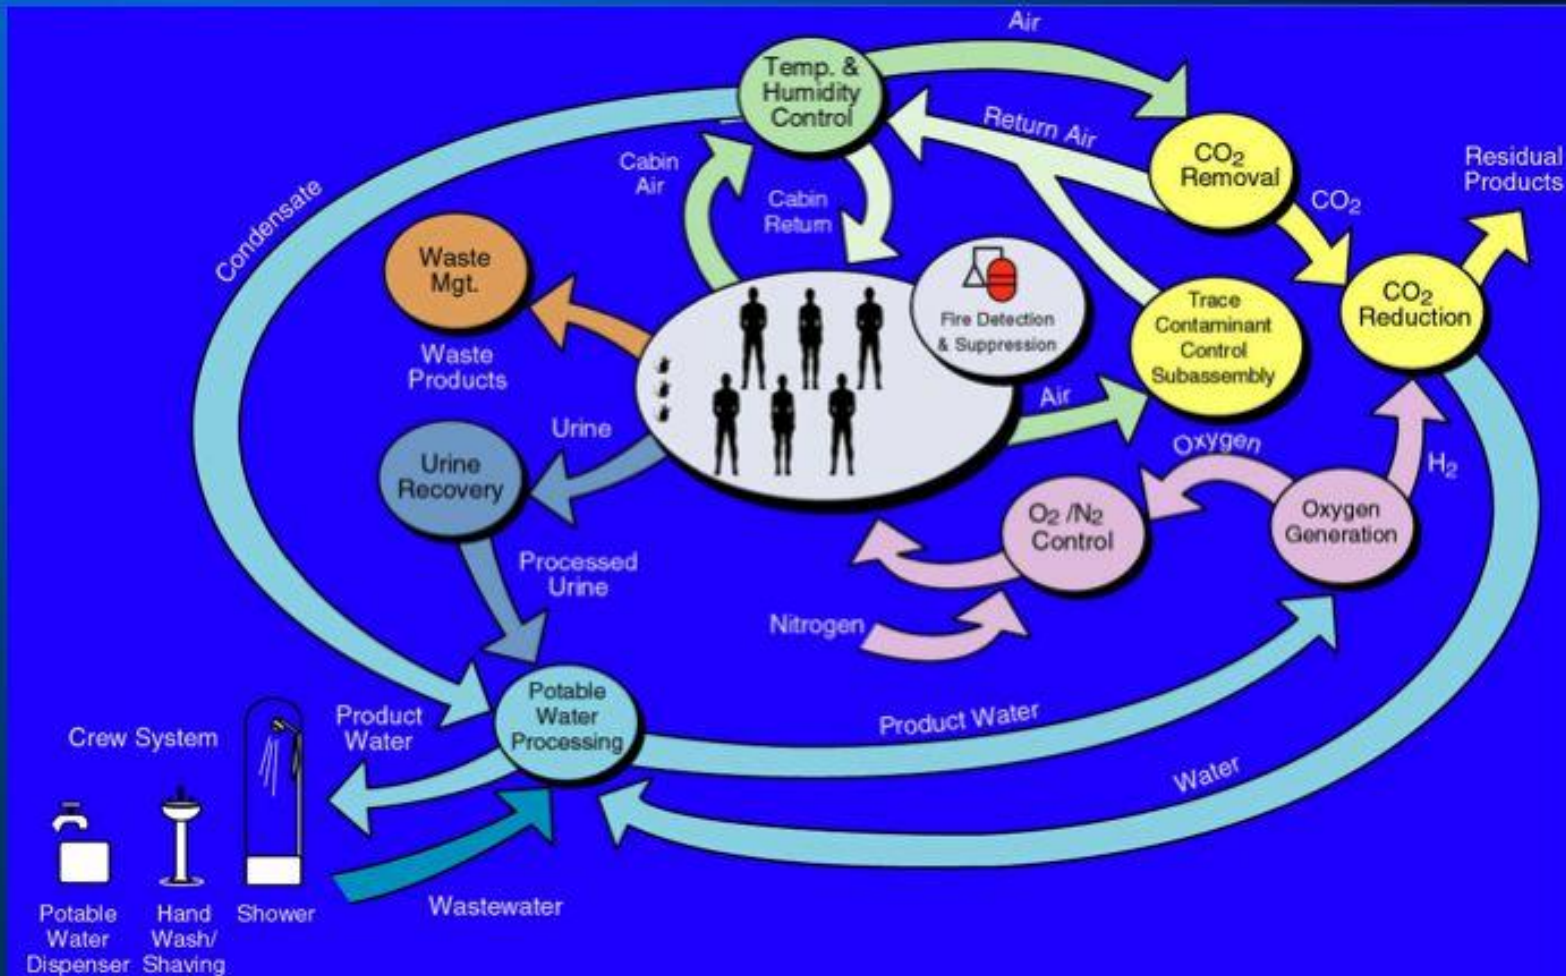 Air
Temp. &
Humidity
Control
Return Air
CO₂
Removal
Residual
Products
Cabin
Air
Cabin
Return
CO₂
Condensate
Waste
Mgt.
Fire Detection
& Suppression
Trace
Contaminant
Control
Subassembly
CO₂
Reduction
Waste
Products
Air
Urine
Oxygen
H₂
Urine
Recovery
O₂ /N₂
Control
Oxygen
Generation
Processed
Urine
Nitrogen
Potable
Water
Processing
Product
Water
Product Water
Crew System
Water
Wastewater
Potable
Water
Dispenser
Hand
Wash/
Shaving
Shower